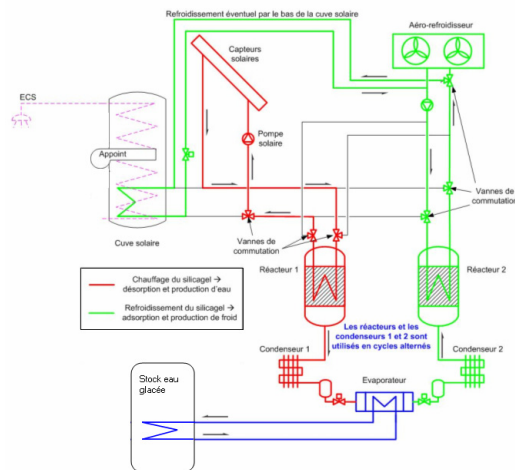 Refroidissement éventuel par le bas de la cuve solaire
Aéro-refroidisseur
Capteurs
solaires
ECS
Pompe
solaire
Appoint
Vannes de
commutation
Cuve solaire
Vannes de
commutation
Réacteur 1
Réacteur 2
Chauffage du silicagel →
désorption et production d'eau
Refroidissement du silicagel →
adsorption et production de froid
Les réacteurs et les
condenseurs 1 et 2 sont
utilisés en cycles alternés
Condenseur 1
Condenseur 2
Evaporateur
Stock eau
glacée